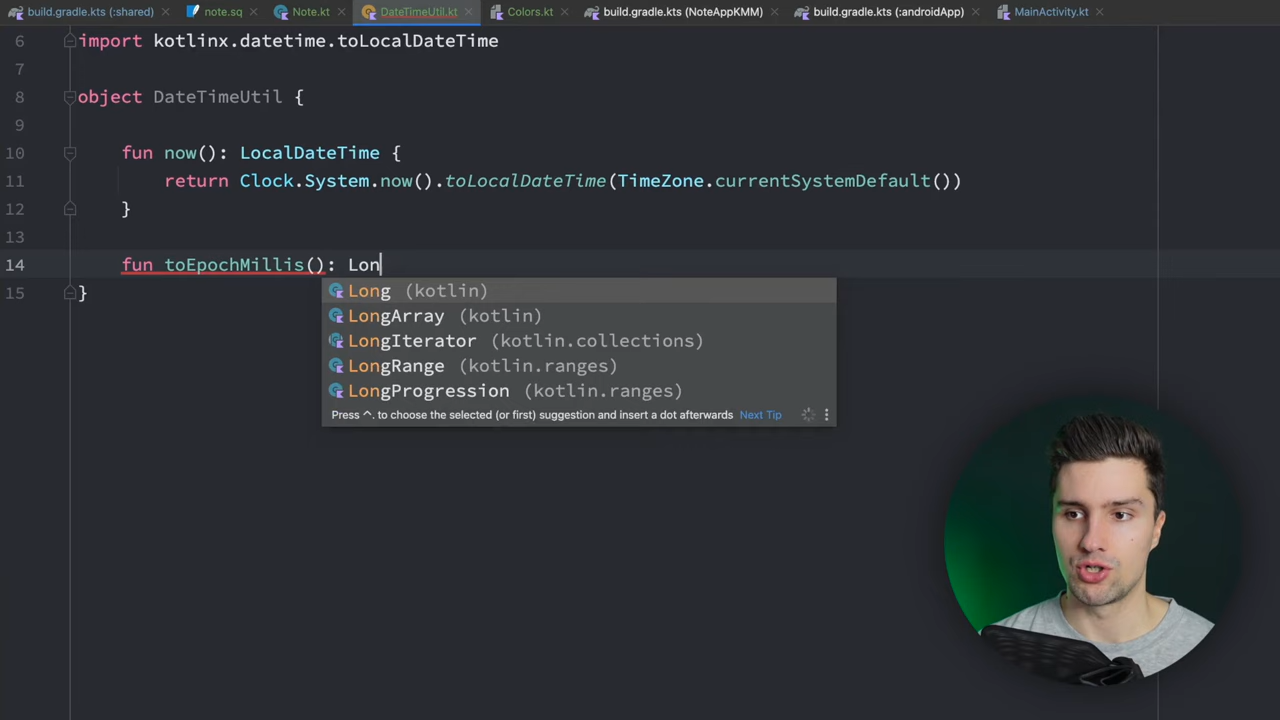 build.gradle.kts (:shared) note.sq Note.kt DateTimeUtil.kt Colors.kt build.gradle.kts (NoteAppKMM) build.gradle.kts (:androidApp) MainActivity.kt
6 import kotlinx.datetime.toLocalDateTime
7
8 object DateTimeUtil {
9
10 fun now(): LocalDateTime {
11 return Clock.System.now().toLocalDateTime(TimeZone.currentSystemDefault())
12 }
13
14 fun toEpochMillis(): Lon
Long (kotlin)
LongArray (kotlin)
LongIterator (kotlin.collections)
LongRange (kotlin.ranges)
LongProgression (kotlin.ranges)
Press ^. to choose the selected (or first) suggestion and insert a dot afterwards Next Tip
15 }